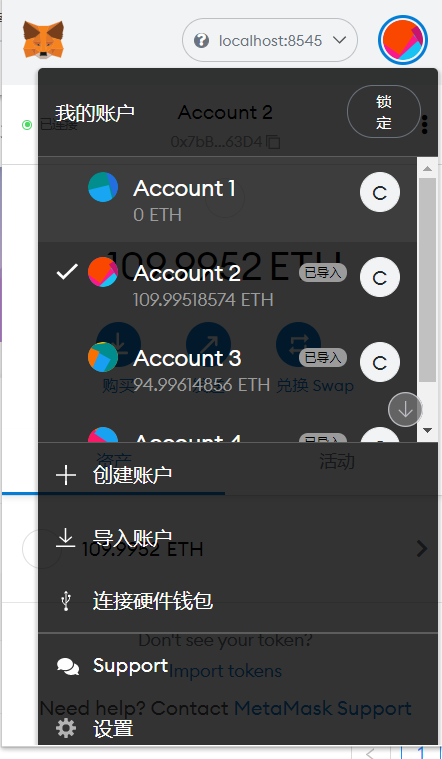 localhost:8545
我的账户
锁定
已连接
Account 2
0x7bB...63D4
Account 1
0 ETH
C
109.9952 ETH
Account 2
已导入
109.99518574 ETH
C
Account 3
已导入
94.99614856 ETH
C
购买
兑换 Swap
Account 4
已导入
C
资产
活动
创建账户
109.9952 ETH
导入账户
连接硬件钱包
Don't see your token?
Support
Import tokens
Need help? Contact MetaMask Support
设置
1